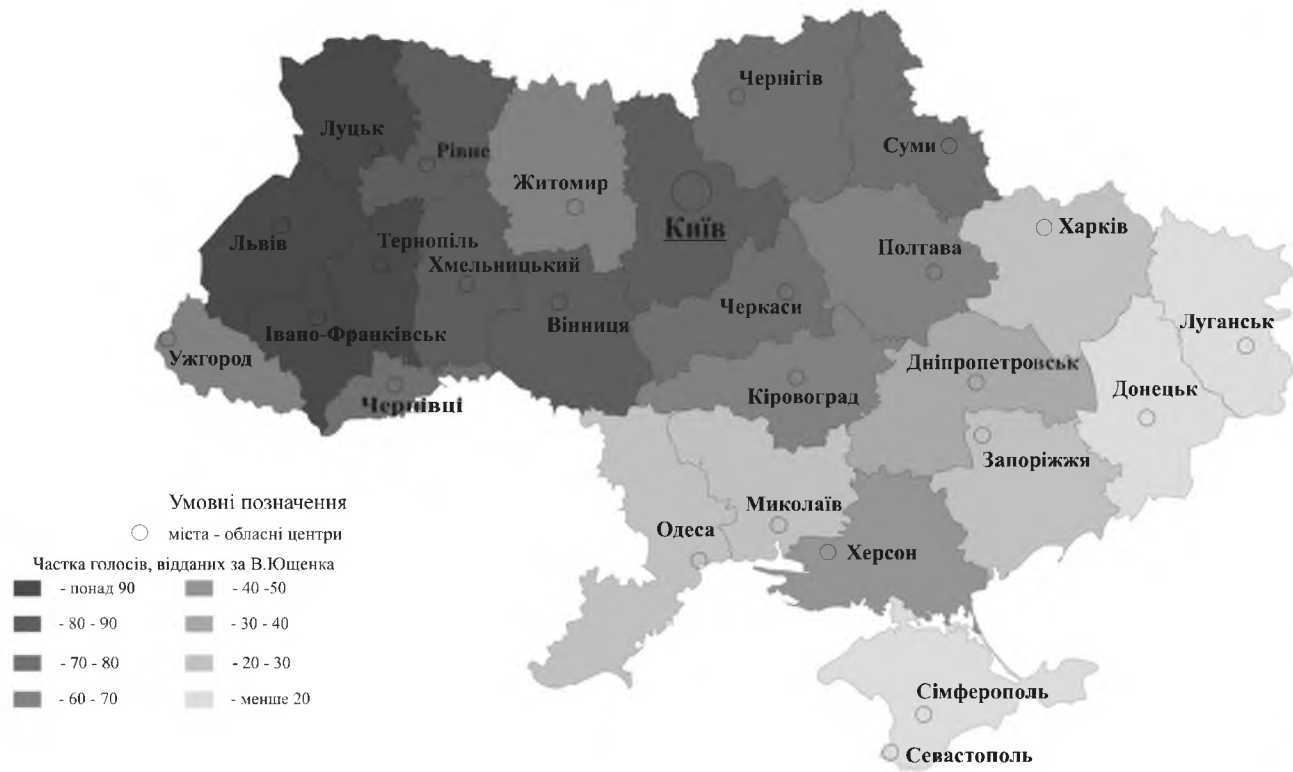 Чернігів
Луцьк
Суми
Рівне
Житомир
Київ
Харків
Львів
Тернопіль
Полтава
Хмельницький
Черкаси
Вінниця
Луганськ
Івано-Франківськ
Ужгород
Дніпропетровськ
Кіровоград
Донецьк
Чернівці
Запоріжжя
Умовні позначення
Миколаїв
міста - обласні центри
Одеса
Херсон
Частка голосів, відданих за В.Ющенка
- понад 90
- 80 - 90
- 70 - 80
- 60 - 70
- 40 -50
- 30 - 40
- 20 - 30
- менше 20
Сімферополь
Севастополь